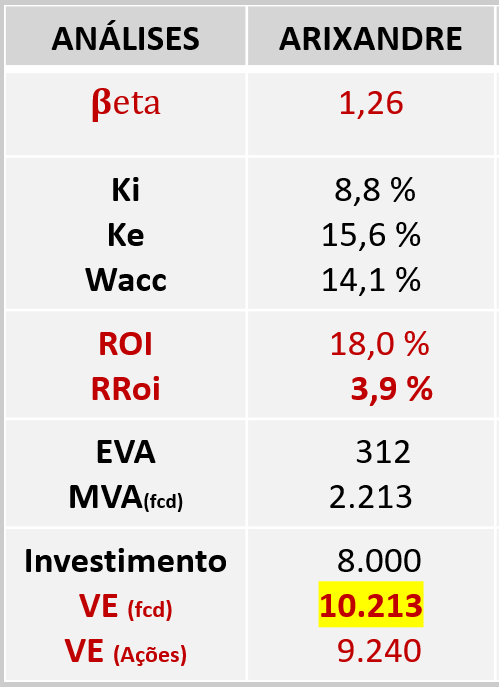 ANÁLISES ARIXANDRE
βeta 1,26
Ki 8,8 %
Ke 15,6 %
Wacc 14,1 %
ROI 18,0 %
RRoi 3,9 %
EVA 312
MVA(fcd) 2.213
Investimento 8.000
VE (fcd) 10.213
VE (Ações) 9.240